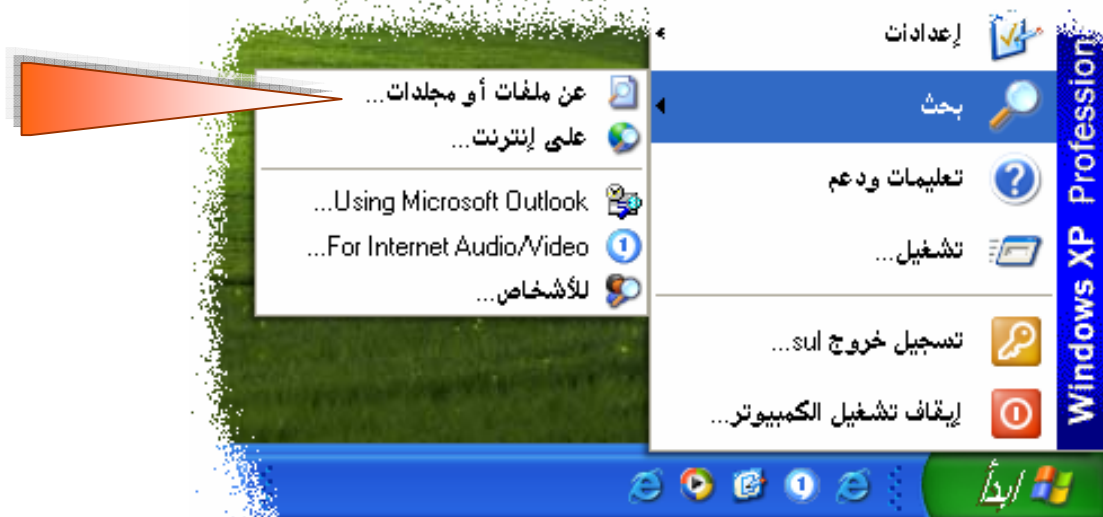 إعدادات
بحث
تعليمات ودعم
تشغيل...
تسجيل خروج sul...
إيقاف تشغيل الكمبيوتر...
Windows XP Profession
عن ملفات أو مجلدات...
على إنترنت...
Using Microsoft Outlook...
For Internet Audio/Video...
للأشخاص...
ابدأ